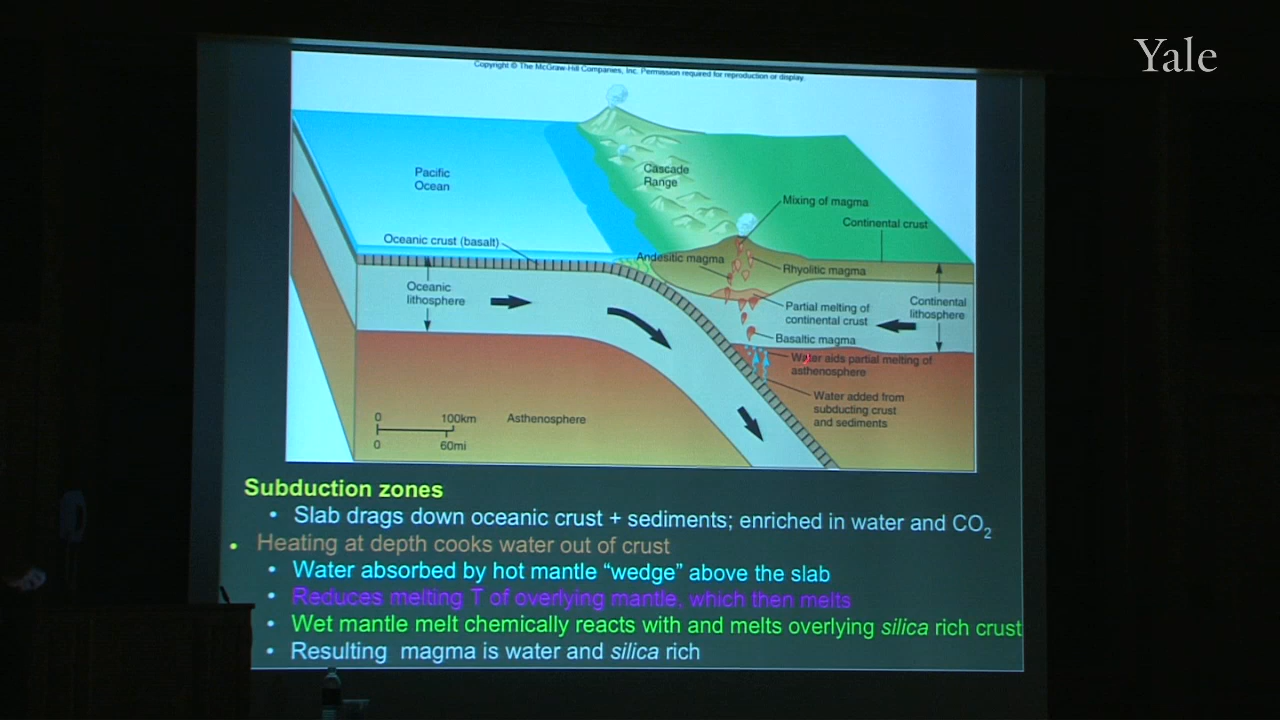 Yale
Copyright © The McGraw-Hill Companies, Inc. Permission required for reproduction or display.
Pacific
Ocean
Cascade
Range
Mixing of magma
Continental crust
Oceanic crust (basalt)
Andesitic magma
Rhyolitic magma
Oceanic
lithosphere
Partial melting of
continental crust
Continental
lithosphere
Basaltic magma
Water aids partial melting of
asthenosphere
Water added from
subducting crust
and sediments
0
100km
0
60mi
Asthenosphere
Subduction zones
• Slab drags down oceanic crust + sediments; enriched in water and CO2
• Heating at depth cooks water out of crust
• Water absorbed by hot mantle “wedge” above the slab
• Reduces melting T of overlying mantle, which then melts
• Wet mantle melt chemically reacts with and melts overlying silica rich crust
• Resulting magma is water and silica rich